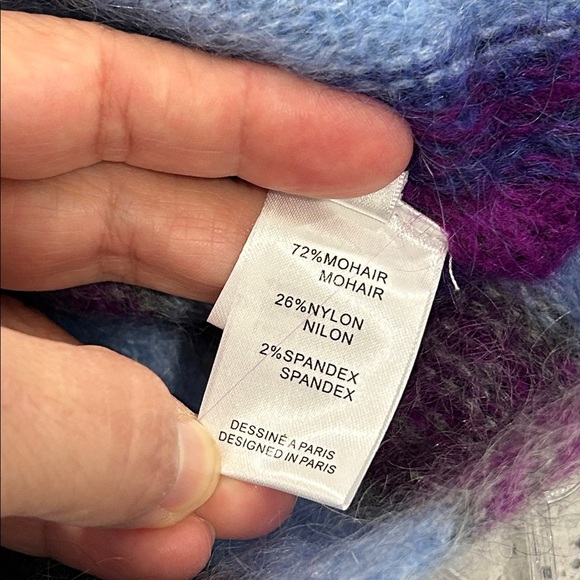 72%MOHAIR
MOHAIR
26%NYLON
NILON
2%SPANDEX
SPANDEX
DESSINÉ A PARIS
DESIGNED IN PARIS